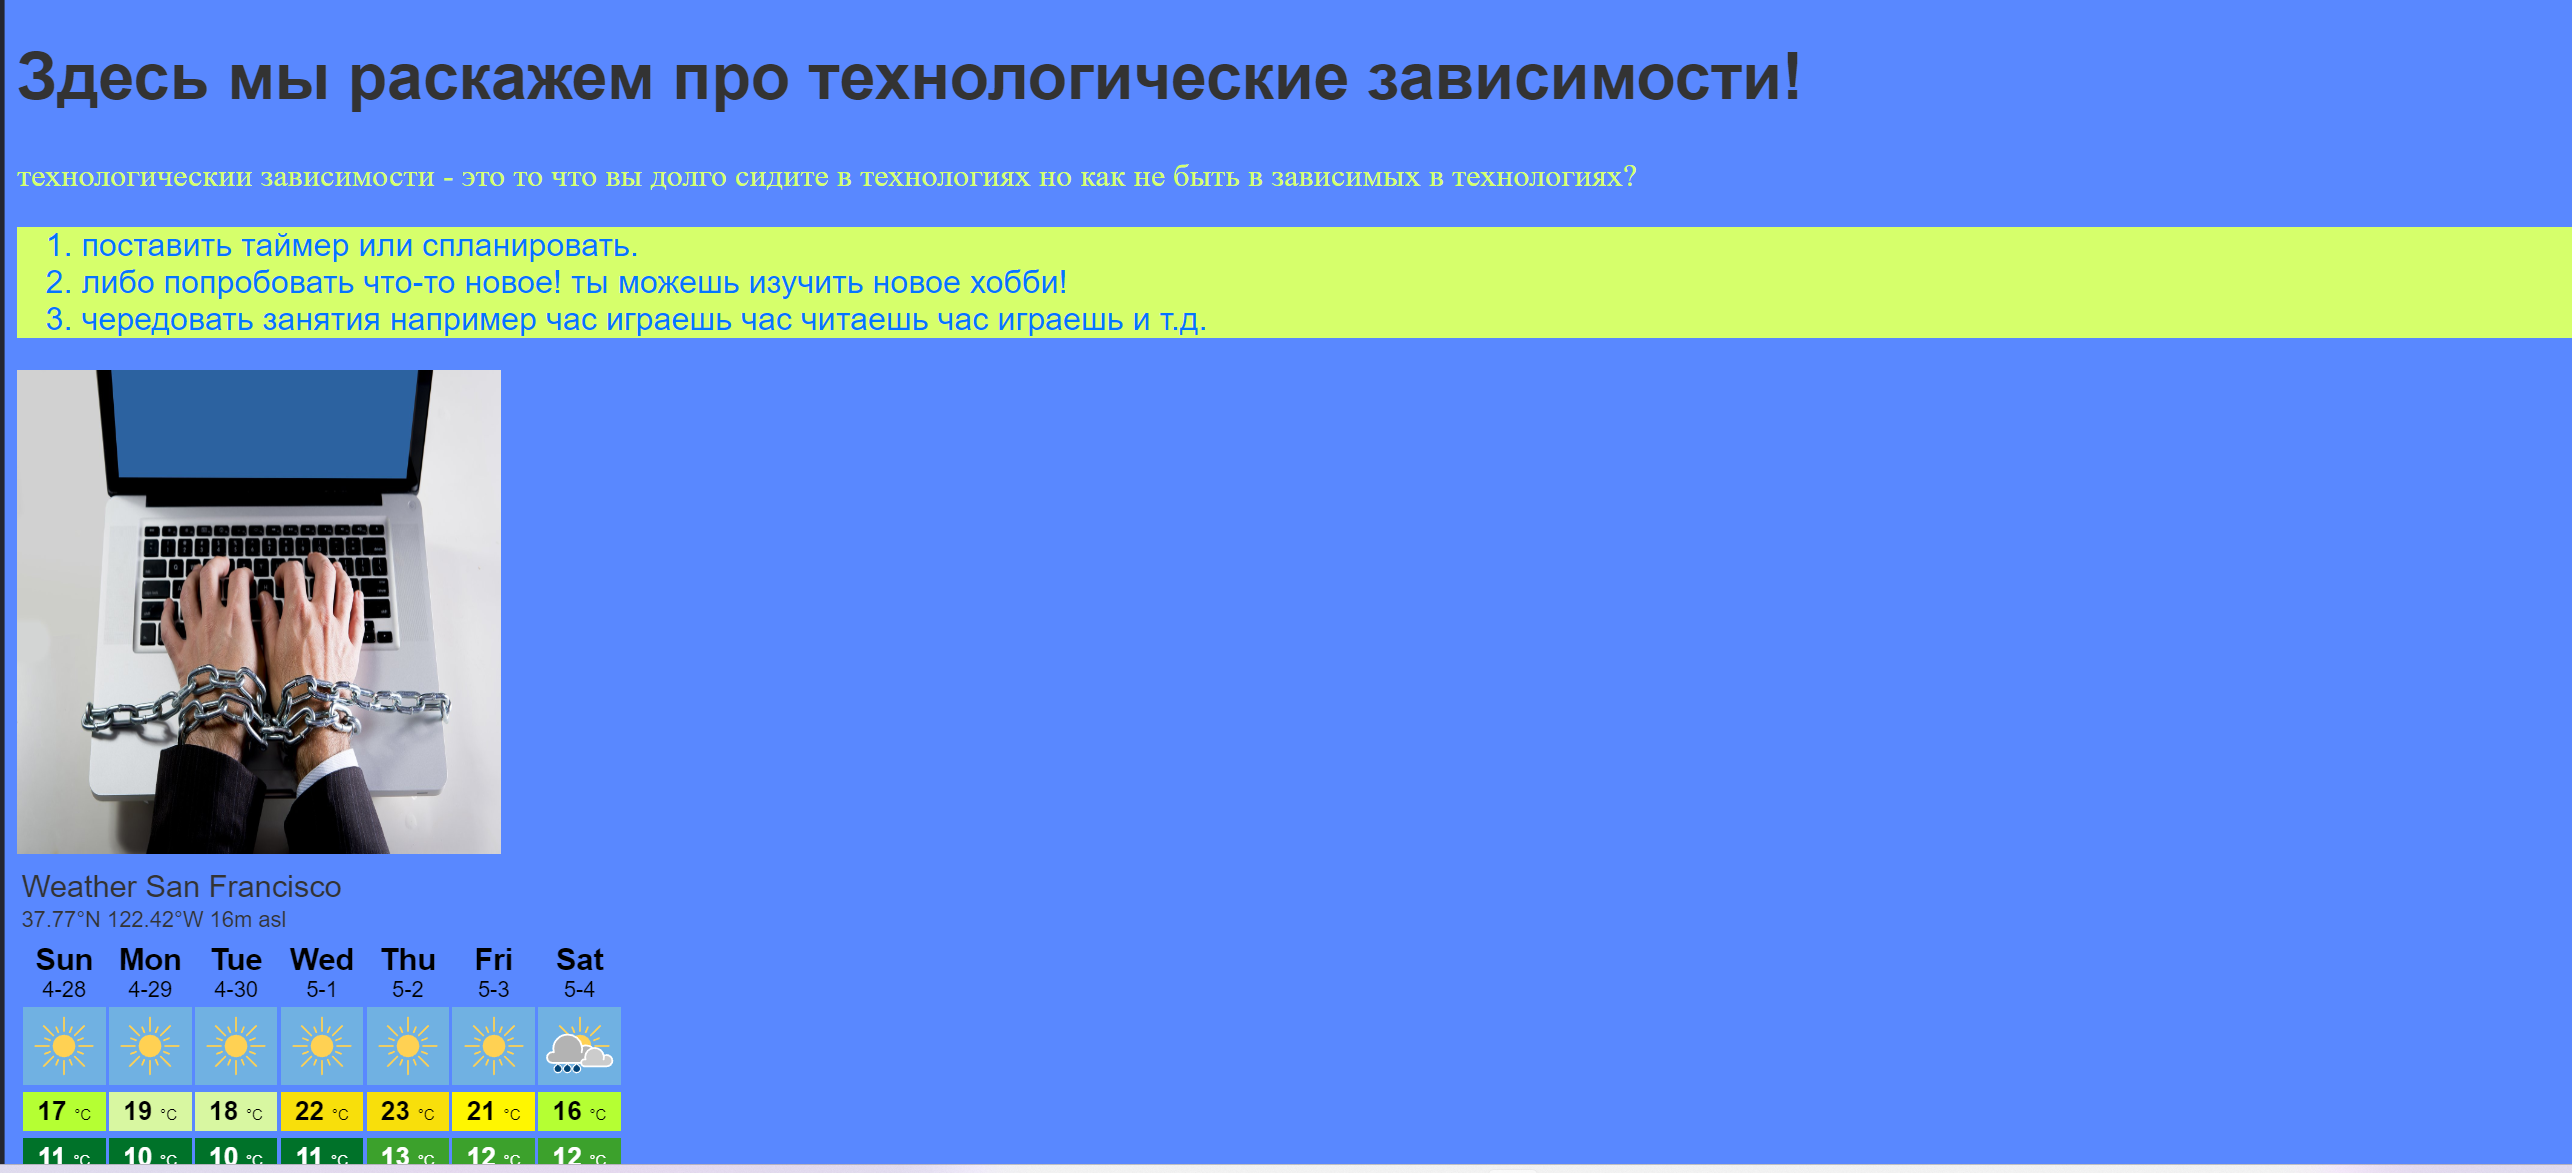 Здесь мы раскажем про технологические зависимости!
технологическии зависимости - это то что вы долго сидите в технологиях но как не быть в зависимых в технологиях?
1. поставить таймер или спланировать.
2. либо попробовать что-то новое! ты можешь изучить новое хобби!
3. чередовать занятия например час играешь час читаешь час играешь и т.д.
Weather San Francisco
37.77°N 122.42°W 16m asl
Sun Mon Tue Wed Thu Fri Sat
4-28 4-29 4-30 5-1 5-2 5-3 5-4
17 °C 19 °C 18 °C 22 °C 23 °C 21 °C 16 °C
11 °C 10 °C 10 °C 11 °C 13 °C 12 °C 12 °C